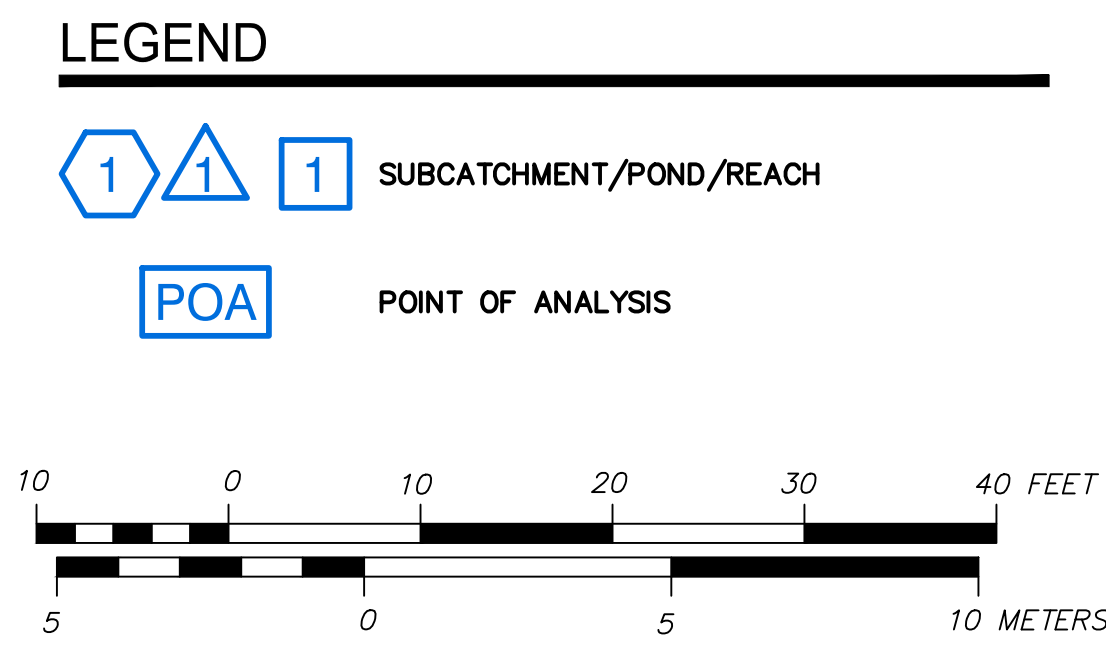 LEGEND
1 1 1 SUBCATCHMENT/POND/REACH
POA POINT OF ANALYSIS
10 0 10 20 30 40 FEET
5 0 5 10 METERS